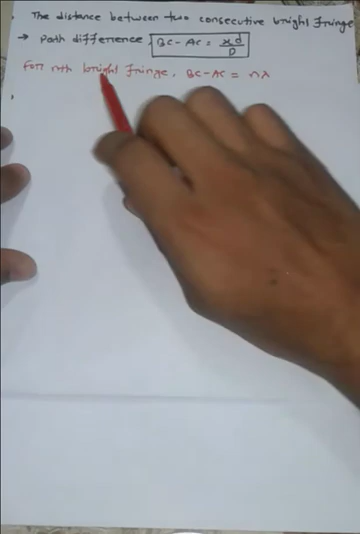 The distance between two consecutive bright fringe
→ Path difference, BC - AC = xd/D
For nth bright fringe, BC - AC = nλ